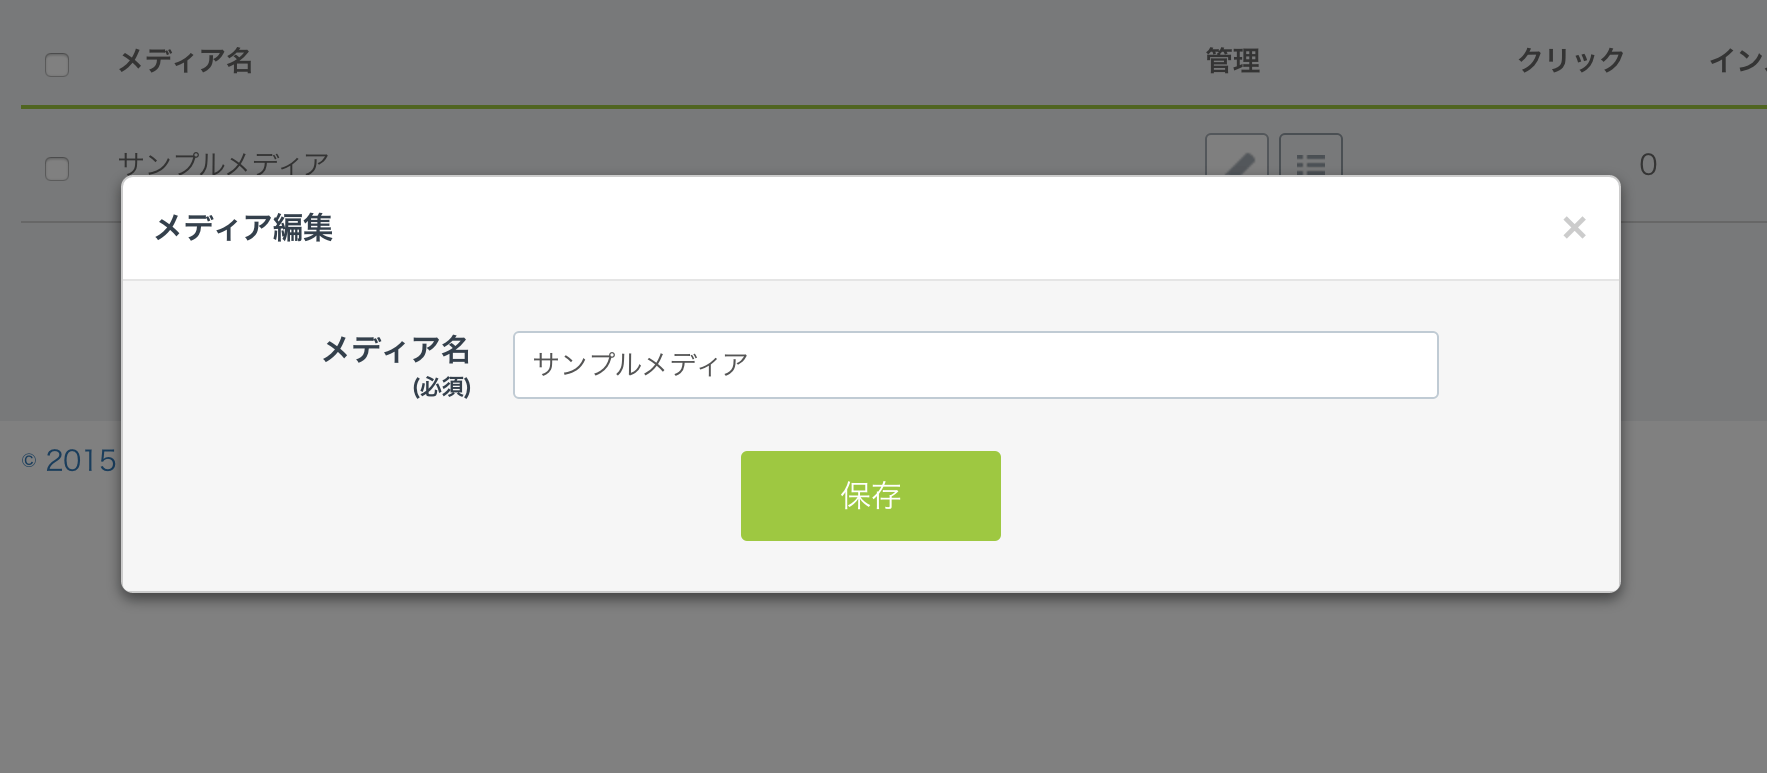 メディア名 管理 クリック イン
サンプルメディア 0
メディア編集 ×
メディア名 サンプルメディア
(必須)
保存
© 2015